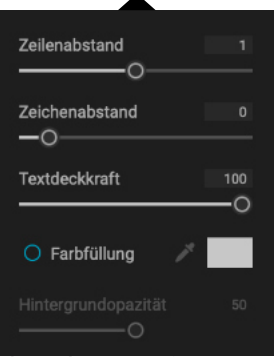 Zeilenabstand 1
Zeichenabstand 0
Textdeckkraft 100
Farbfüllung
Hintergrundopazität 50